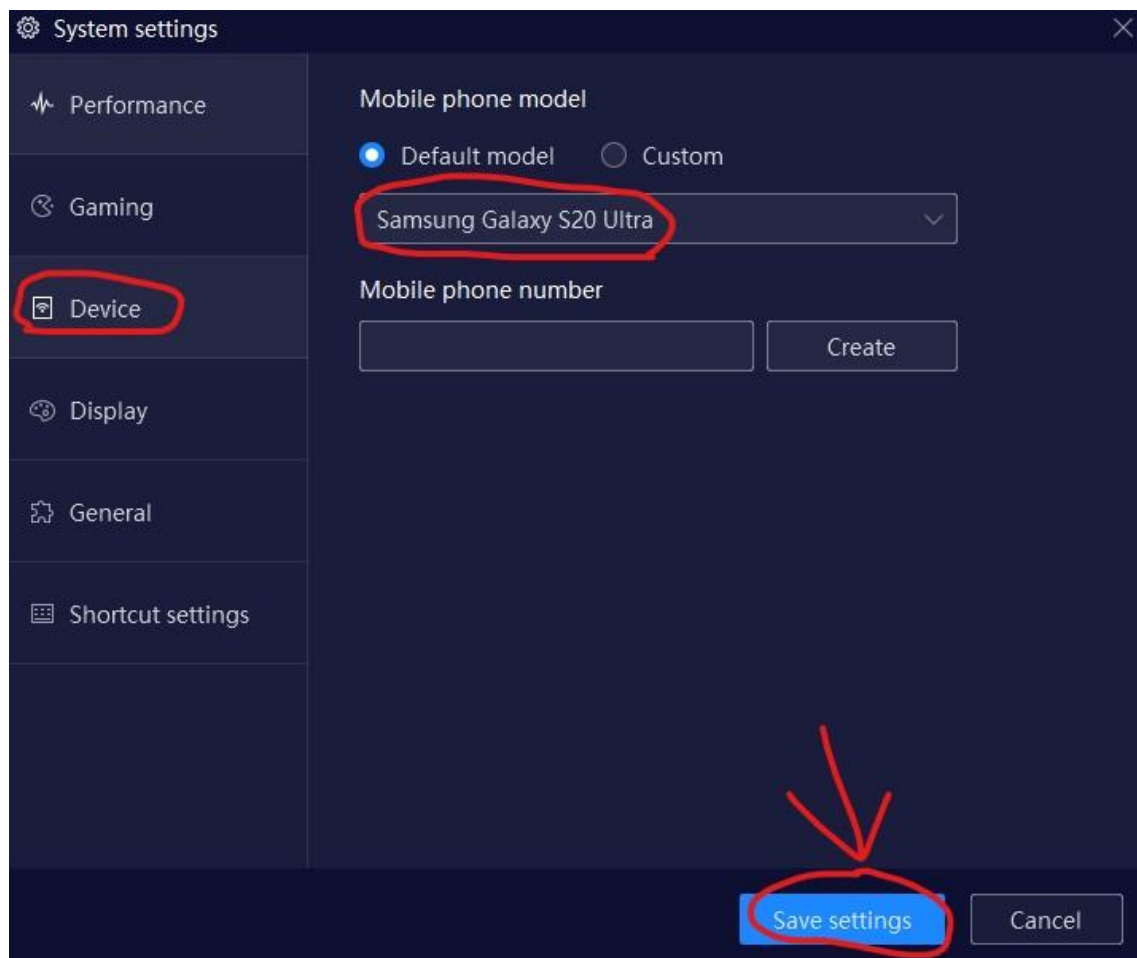 System settings
Performance
Gaming
Device
Display
General
Shortcut settings
Mobile phone model
Default model Custom
Samsung Galaxy S20 Ultra
Mobile phone number
Create
Save settings Cancel